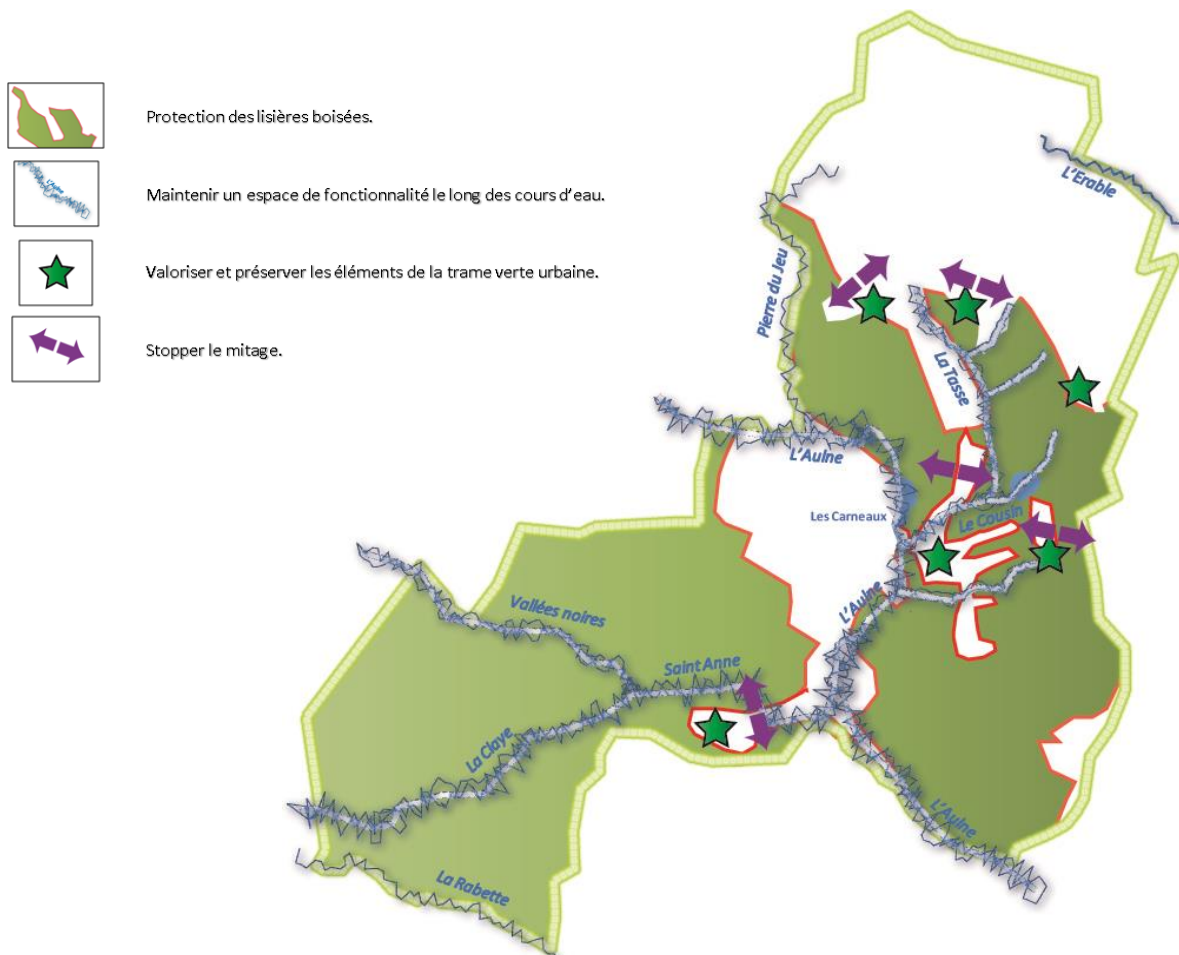 Protection des lisières boisées.
L'Aulne
Maintenir un espace de fonctionnalité le long des cours d'eau.
Valoriser et préserver les éléments de la trame verte urbaine.
Stopper le mitage.
L'Erable
Pierre du Jeu
La Tasse
L'Aulne
Les Carneaux
Le Cousin
L'Aulne
Vallées noires
Saint Anne
La Claye
L'Aulne
La Rabette